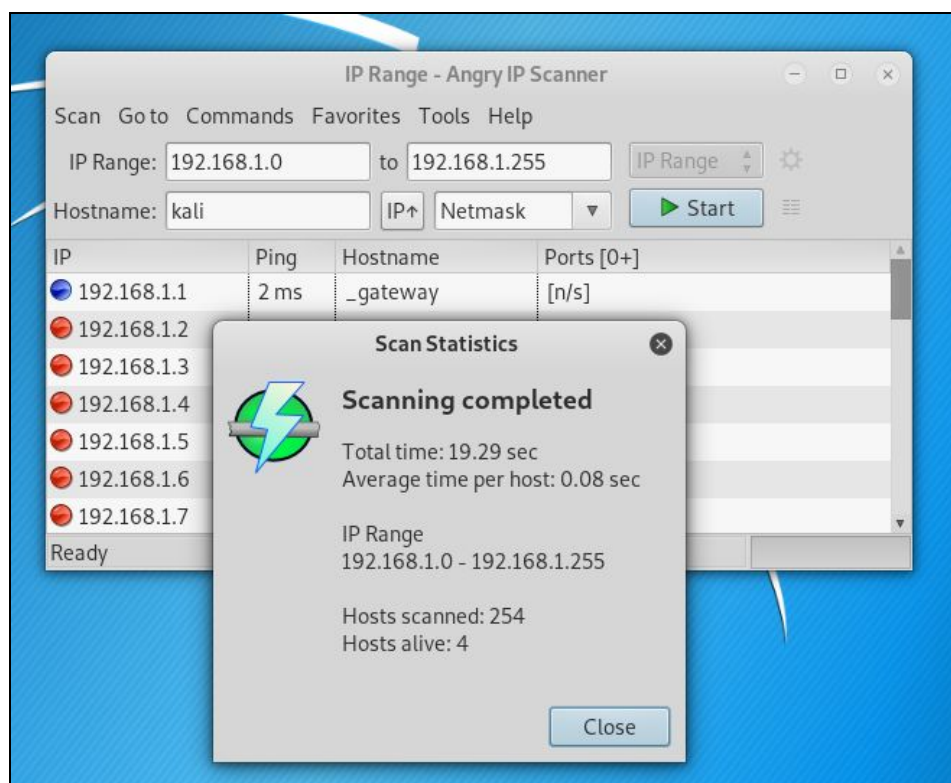 IP Range - Angry IP Scanner
Scan Go to Commands Favorites Tools Help
IP Range: 192.168.1.0 to 192.168.1.255 IP Range
Hostname: kali IP↑ Netmask Start
IP Ping Hostname Ports [0+]
192.168.1.1 2 ms _gateway [n/s]
192.168.1.2
192.168.1.3
192.168.1.4
192.168.1.5
192.168.1.6
192.168.1.7
Ready
Scan Statistics
Scanning completed
Total time: 19.29 sec
Average time per host: 0.08 sec
IP Range
192.168.1.0 - 192.168.1.255
Hosts scanned: 254
Hosts alive: 4
Close